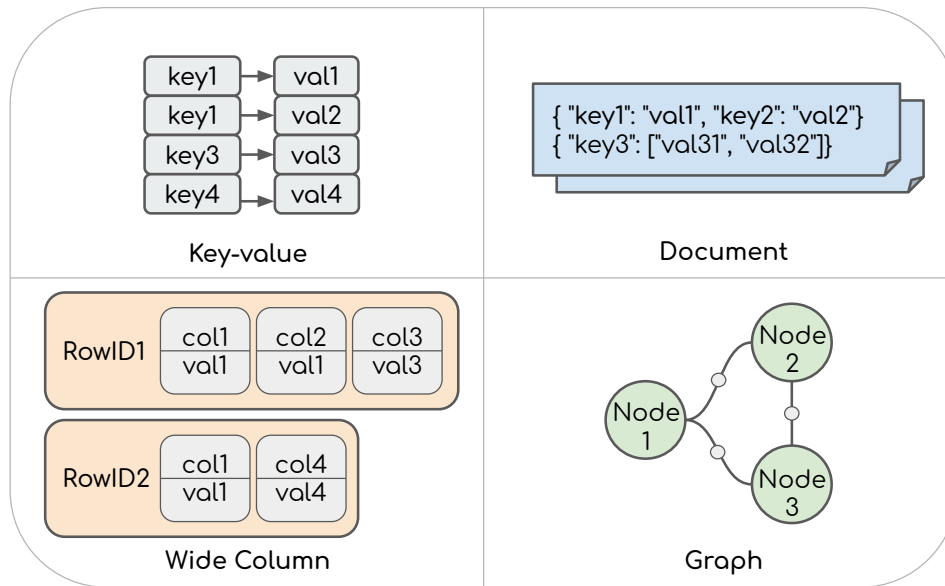 key1 val1
key1 val2
key3 val3
key4 val4
Key-value
{ "key1": "val1", "key2": "val2"}
{ "key3": ["val31", "val32"]}
Document
RowID1
col1 col2 col3
val1 val1 val3
RowID2
col1 col4
val1 val4
Wide Column
Node
1
Node
2
Node
3
Graph